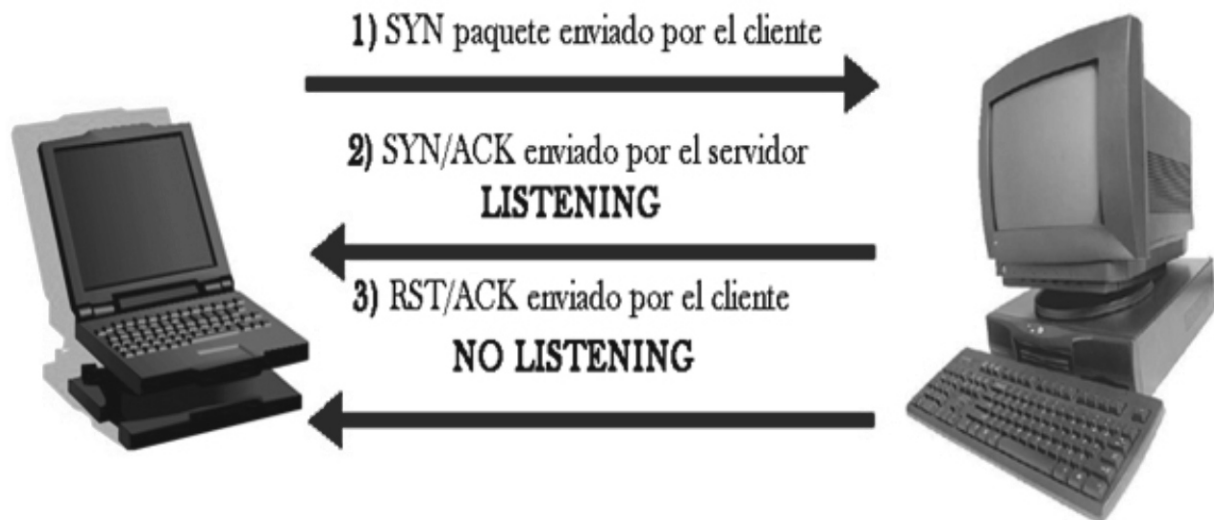 1) SYN paquete enviado por el cliente
2) SYN/ACK enviado por el servidor
LISTENING
3) RST/ACK enviado por el cliente
NO LISTENING